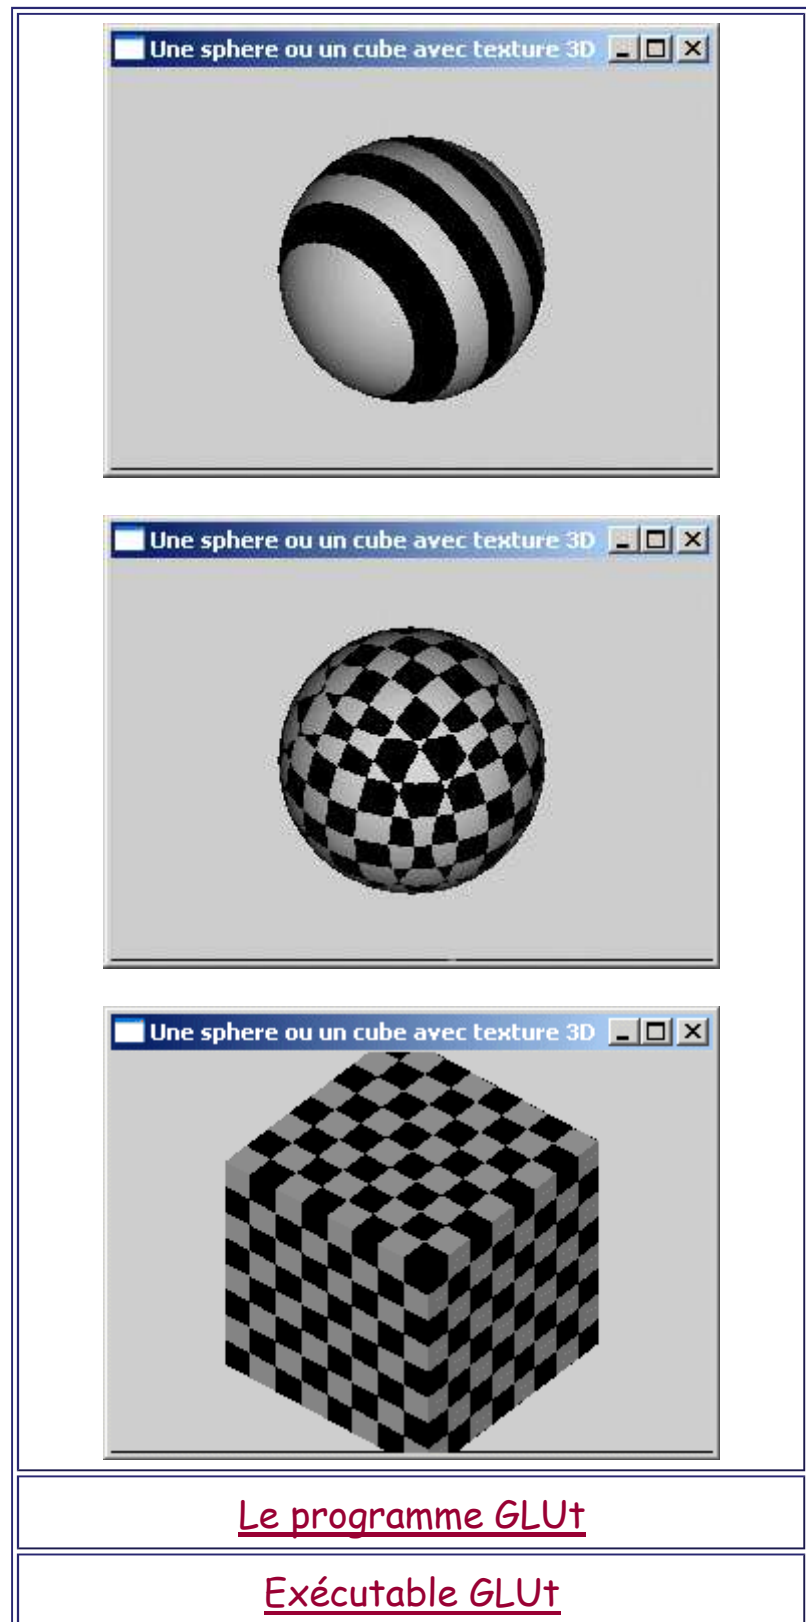 Une sphere ou un cube avec texture 3D
Une sphere ou un cube avec texture 3D
Une sphere ou un cube avec texture 3D
Le programme GLUt
Exécutable GLUt